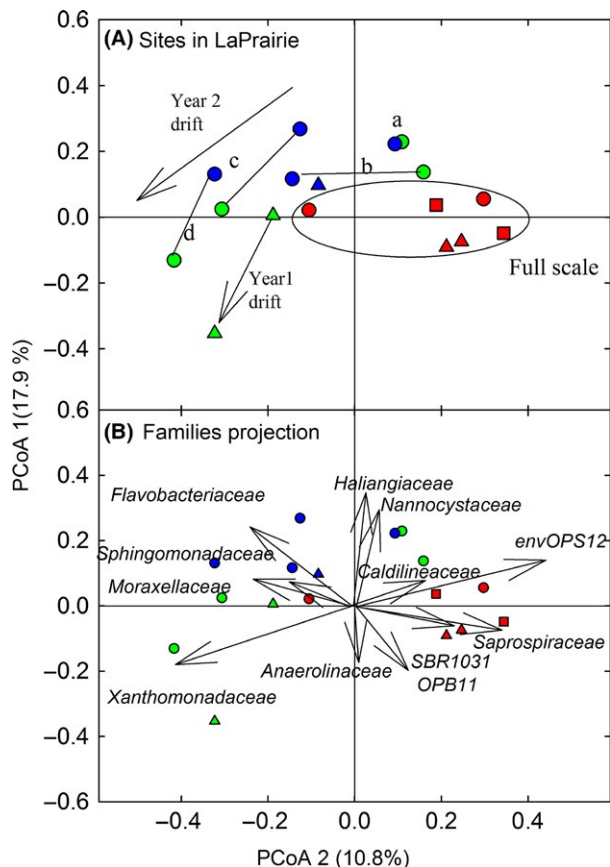 (A) Sites in LaPrairie
0.6
0.4
0.2
0.0
−0.2
−0.4
0.6
Year 2
drift
a
c
b
d
Full scale
Year1
drift
PCoA 1(17.9 %)
(B) Families projection
0.4
0.2
0.0
−0.2
−0.4
−0.6
Haliangiaceae
Flavobacteriaceae
Nannocystaceae
envOPS12
Sphingomonadaceae
Caldilineaceae
Moraxellaceae
Saprospiraceae
Anaerolinaceae
SBR1031
OPB11
Xanthomonadaceae
−0.4
−0.2
0.0
0.2
0.4
PCoA 2 (10.8%)